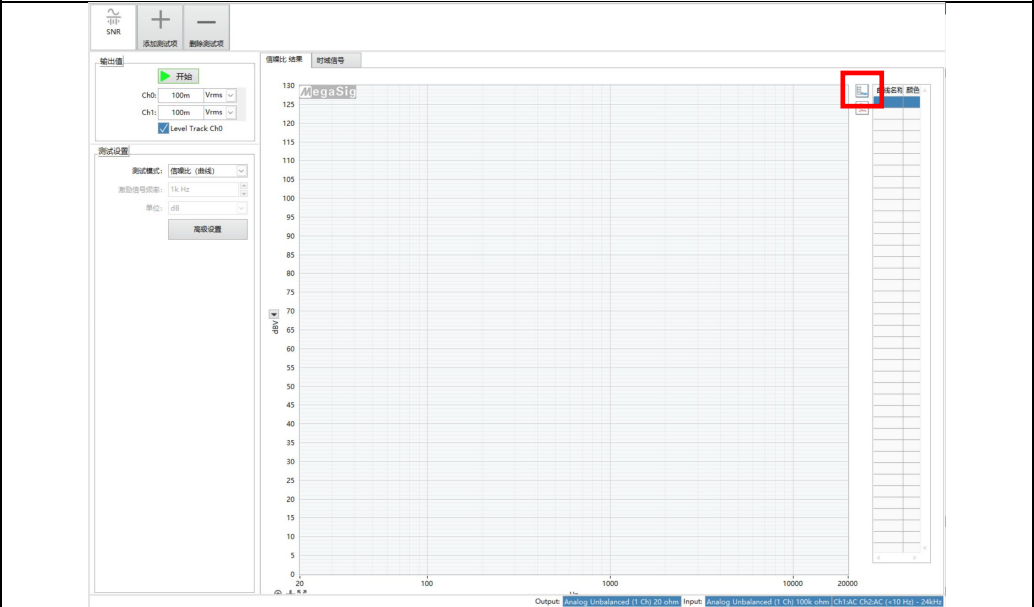 SNR
添加测试项 删除测试项
输出值
开始
Ch0: 100m Vrms
Ch1: 100m Vrms
Level Track Ch0
测试设置
测试模式: 信噪比 (曲线)
激励信号频率: 1k Hz
单位: dB
高级设置
信噪比 结果 时域信号
MegaSig
曲线名称 颜色
dBV
130
125
120
115
110
105
100
95
90
85
80
75
70
65
60
55
50
45
40
35
30
25
20
15
10
5
0
20 100 1000 10000 20000
Output: Analog Unbalanced (1 Ch) 20 ohm Input: Analog Unbalanced (1 Ch) 100k ohm Ch1:AC Ch2:AC (<10 Hz) - 24kHz